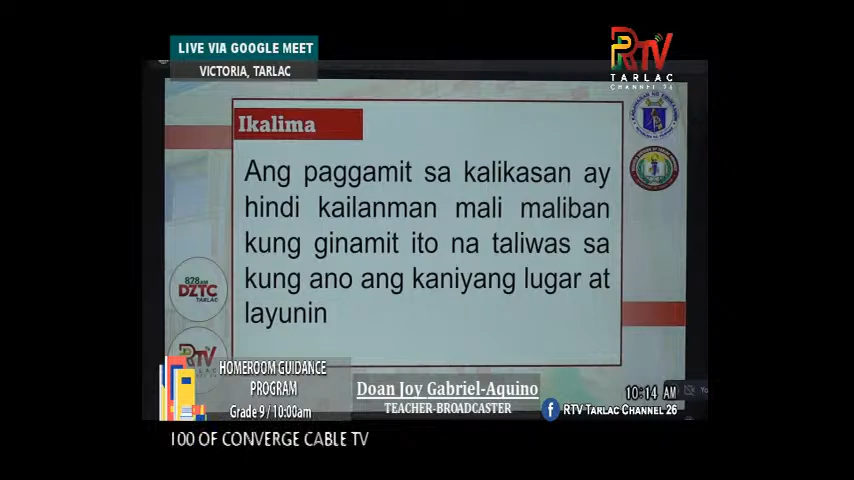 LIVE VIA GOOGLE MEET
VICTORIA, TARLAC
RTV
TARLAC
CHANNEL 26
Ikalima
Ang paggamit sa kalikasan ay
hindi kailanman mali maliban
kung ginamit ito na taliwas sa
kung ano ang kaniyang lugar at
layunin
DZTC
TARLAC
RTV
HOMEROOM GUIDANCE
PROGRAM
Grade 9 / 10:00am
Doan Joy Gabriel-Aquino
TEACHER-BROADCASTER
10:14 AM
RTV TARLAC CHANNEL 26
100 OF CONVERGE CABLE TV